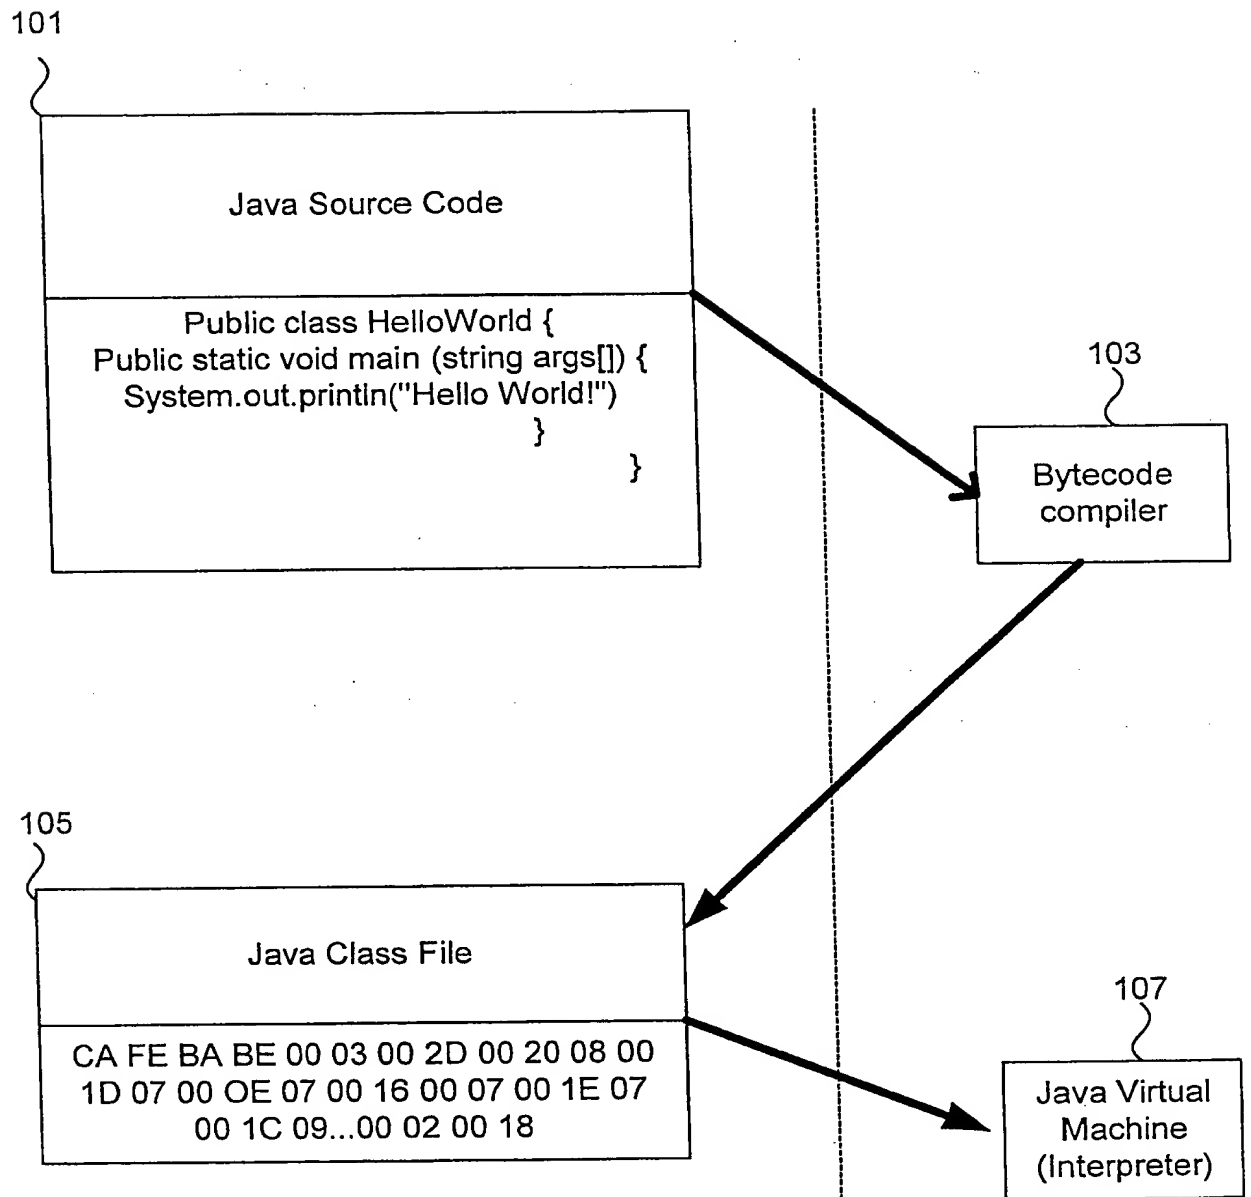 101
Java Source Code
Public class HelloWorld {
Public static void main (string args[]) {
System.out.println("Hello World!")
}
}
103
Bytecode
compiler
105
Java Class File
CA FE BA BE 00 03 00 2D 00 20 08 00
1D 07 00 OE 07 00 16 00 07 00 1E 07
00 1C 09...00 02 00 18
107
Java Virtual
Machine
(Interpreter)